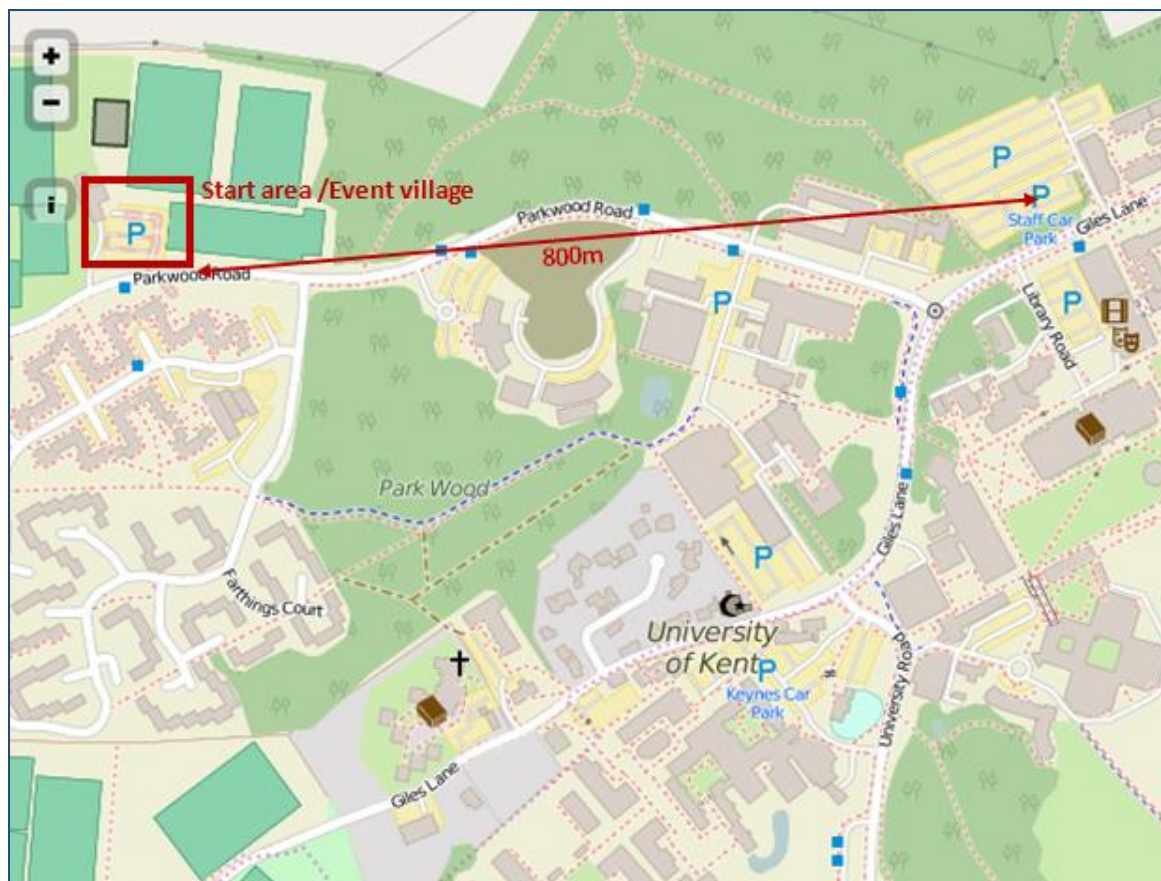 +
−
i
Start area /Event village
P
Parkwood Road
Parkwood Road
800m
P
P
Staff Car
Park
Giles Lane
P
P
Library Road
Park Wood
Giles Lane
P
Farthings Court
University
of Kent
P
Keynes Car
Park
University Road
Giles Lane